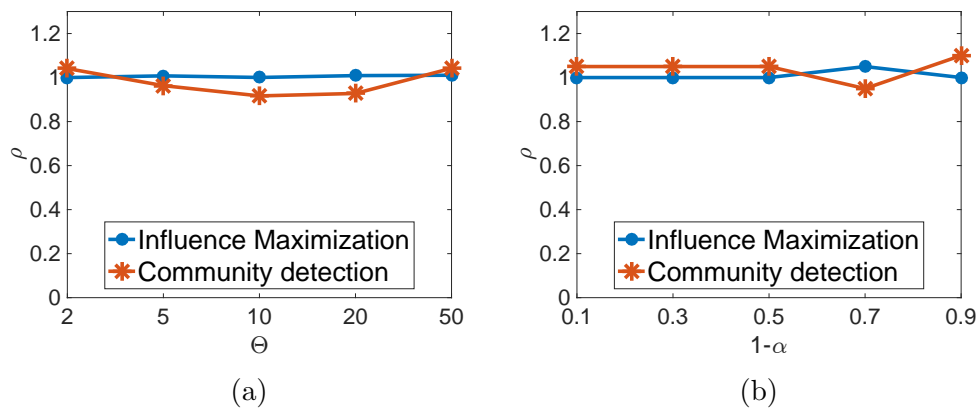 1.2
1
0.8
0.6
0.4
0.2
0
ρ
Influence Maximization
Community detection
2 5 10 20 50
Θ
(a)
1.2
1
0.8
0.6
0.4
0.2
0
ρ
Influence Maximization
Community detection
0.1 0.3 0.5 0.7 0.9
1-α
(b)